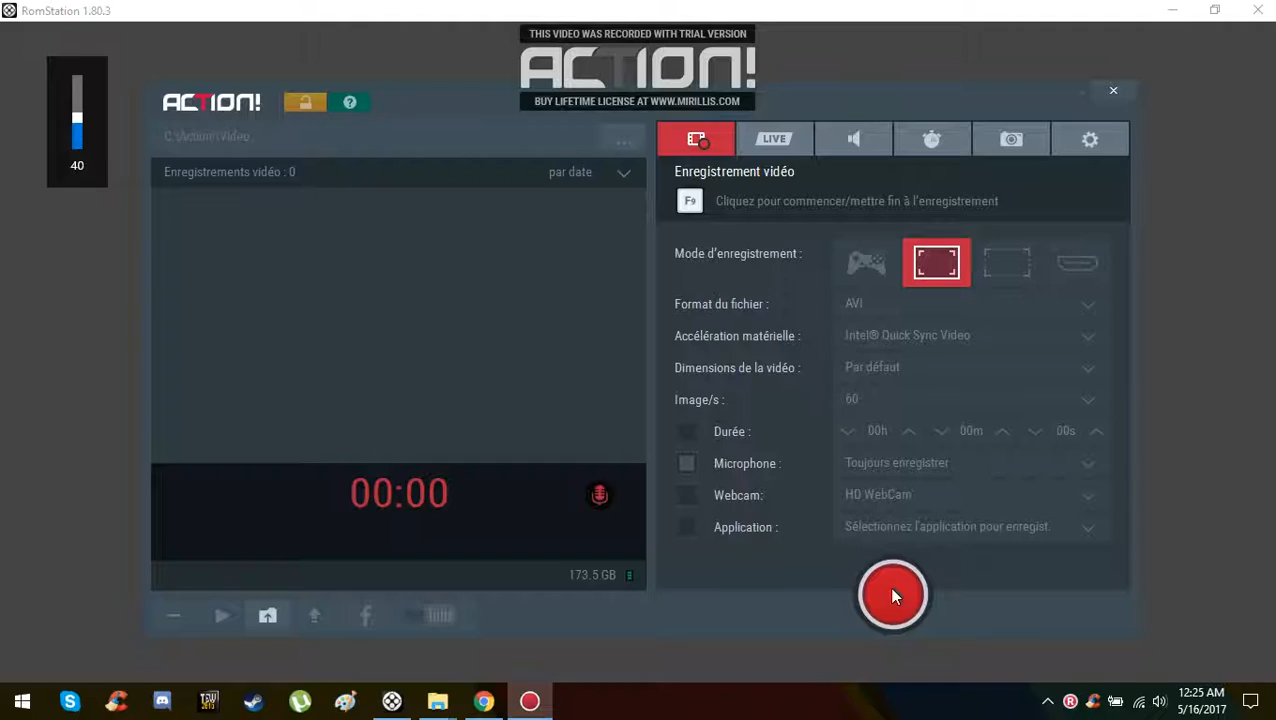 RomStation 1.80.3
THIS VIDEO WAS RECORDED WITH TRIAL VERSION
ACTION!
BUY LIFETIME LICENSE AT WWW.MIRILLIS.COM
40
ACTION!
?
C:\action\Video
...
LIVE
Enregistrements vidéo : 0
par date
Enregistrement vidéo
F9
Cliquez pour commencer/mettre fin à l'enregistrement
Mode d'enregistrement :
Format du fichier :
AVI
Accélération matérielle :
Intel® Quick Sync Video
Dimensions de la vidéo :
Par défaut
Image/s :
60
Durée :
00h
00m
00s
Microphone :
Toujours enregistrer
Webcam:
HD WebCam
Application :
Sélectionnez l'application pour enregist.
00:00
173.5 GB
12:25 AM
5/16/2017